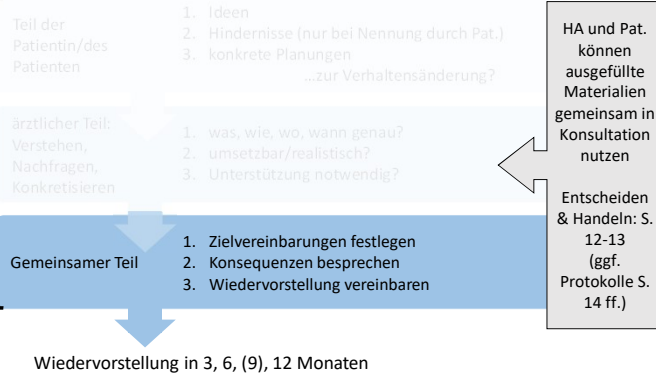 Teil der
Patientin/des
Patienten
1. Ideen
2. Hindernisse (nur bei Nennung durch Pat.)
3. konkrete Planungen
…zur Verhaltensänderung?
ärztlicher Teil:
Verstehen,
Nachfragen,
Konkretisieren
1. was, wie, wo, wann genau?
2. umsetzbar/realistisch?
3. Unterstützung notwendig?
Gemeinsamer Teil
1. Zielvereinbarungen festlegen
2. Konsequenzen besprechen
3. Wiedervorstellung vereinbaren
Wiedervorstellung in 3, 6, (9), 12 Monaten
HA und Pat.
können
ausgefüllte
Materialien
gemeinsam in
Konsultation
nutzen
Entscheiden
& Handeln: S.
12-13
(ggf.
Protokolle S.
14 ff.)